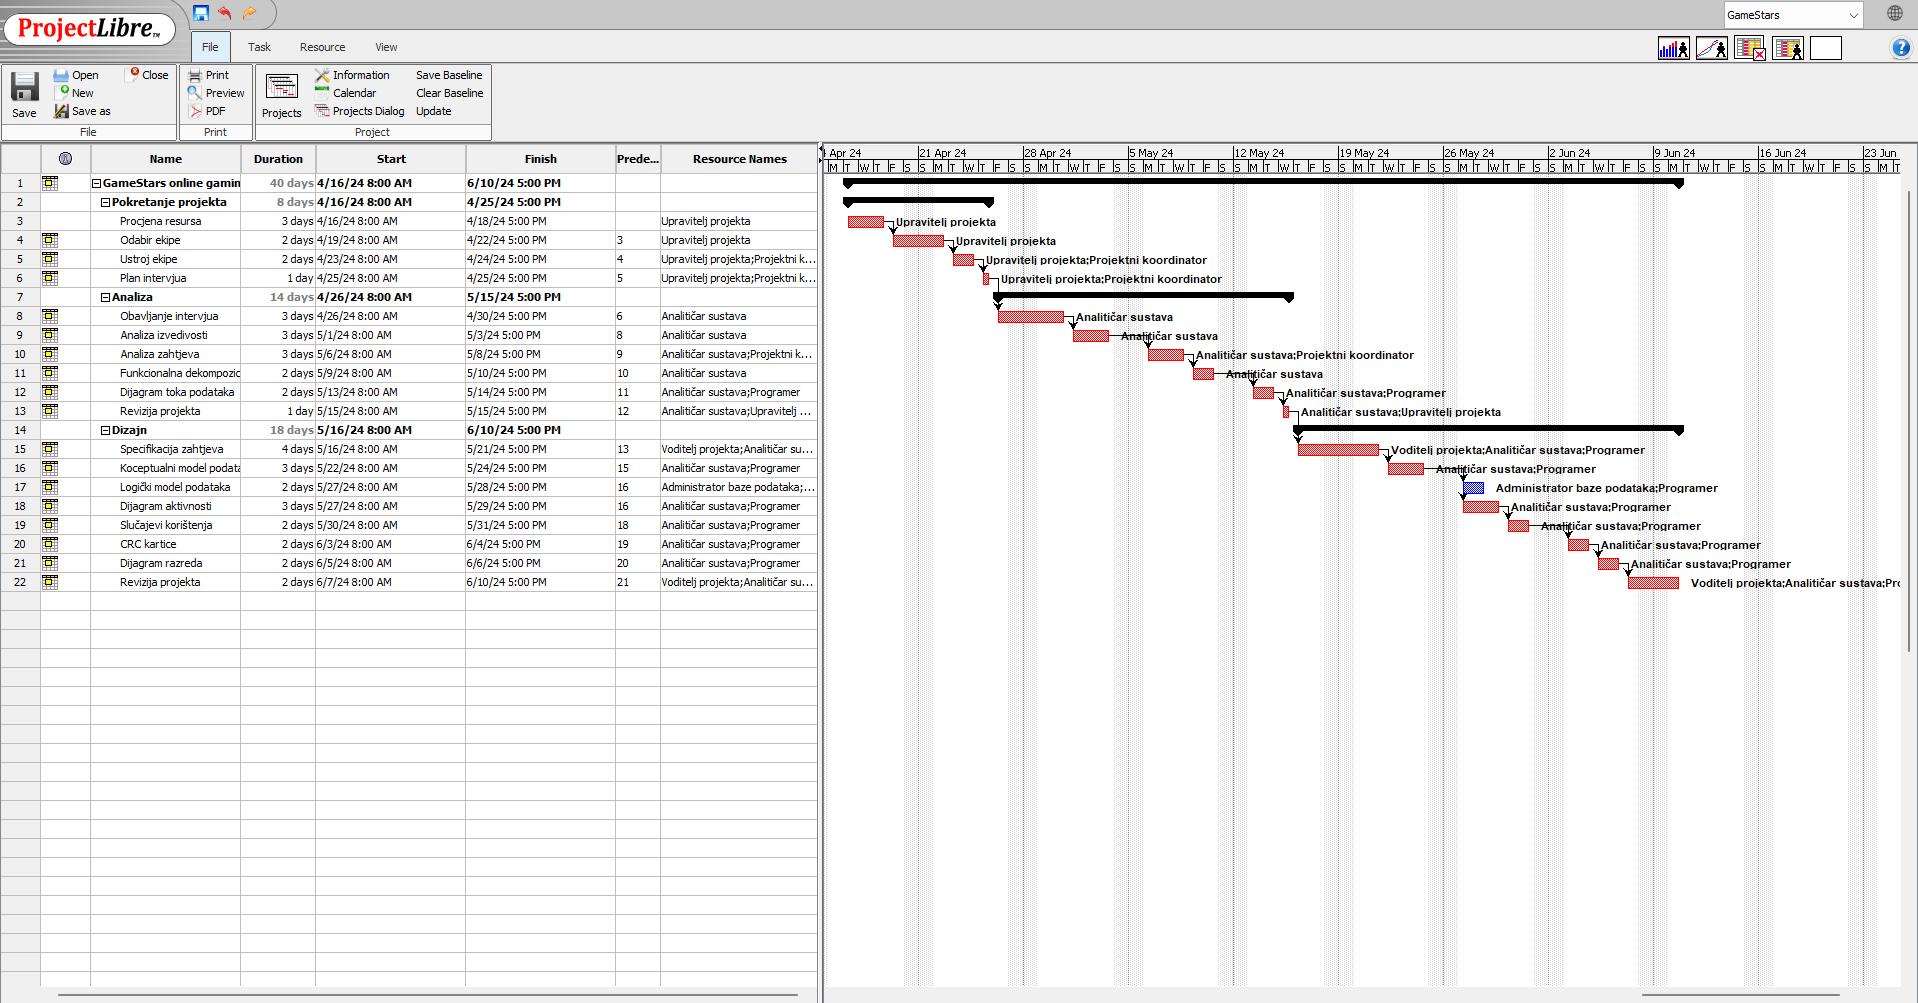 ProjectLibre™
GameStars
File Task Resource View
Save
Open
New
Save as
Close
File
Print
Preview
PDF
Print
Projects
Information
Calendar
Projects Dialog
Save Baseline
Clear Baseline
Update
Project
Name Duration Start Finish Prede... Resource Names
1 GameStars online gamin 40 days 4/16/24 8:00 AM 6/10/24 5:00 PM
2 Pokretanje projekta 8 days 4/16/24 8:00 AM 4/25/24 5:00 PM
3 Procjena resursa 3 days 4/16/24 8:00 AM 4/18/24 5:00 PM Upravitelj projekta
4 Odabir ekipe 2 days 4/19/24 8:00 AM 4/22/24 5:00 PM 3 Upravitelj projekta
5 Ustroj ekipe 2 days 4/23/24 8:00 AM 4/24/24 5:00 PM 4 Upravitelj projekta;Projektni k...
6 Plan intervjua 1 day 4/25/24 8:00 AM 4/25/24 5:00 PM 5 Upravitelj projekta;Projektni k...
7 Analiza 14 days 4/26/24 8:00 AM 5/15/24 5:00 PM
8 Obavljanje intervjua 3 days 4/26/24 8:00 AM 4/30/24 5:00 PM 6 Analitičar sustava
9 Analiza izvedivosti 3 days 5/1/24 8:00 AM 5/3/24 5:00 PM 8 Analitičar sustava
10 Analiza zahtjeva 3 days 5/6/24 8:00 AM 5/8/24 5:00 PM 9 Analitičar sustava;Projektni k...
11 Funkcionalna dekompozic 2 days 5/9/24 8:00 AM 5/10/24 5:00 PM 10 Analitičar sustava
12 Dijagram toka podataka 2 days 5/13/24 8:00 AM 5/14/24 5:00 PM 11 Analitičar sustava;Programer
13 Revizija projekta 1 day 5/15/24 8:00 AM 5/15/24 5:00 PM 12 Analitičar sustava;Upravitelj ...
14 Dizajn 18 days 5/16/24 8:00 AM 6/10/24 5:00 PM
15 Specifikacija zahtjeva 4 days 5/16/24 8:00 AM 5/21/24 5:00 PM 13 Voditelj projekta;Analitičar su...
16 Koceptualni model podata 3 days 5/22/24 8:00 AM 5/24/24 5:00 PM 15 Analitičar sustava;Programer
17 Logički model podataka 2 days 5/27/24 8:00 AM 5/28/24 5:00 PM 16 Administrator baze podataka;...
18 Dijagram aktivnosti 3 days 5/27/24 8:00 AM 5/29/24 5:00 PM 16 Analitičar sustava;Programer
19 Slučajevi korištenja 2 days 5/30/24 8:00 AM 5/31/24 5:00 PM 18 Analitičar sustava;Programer
20 CRC kartice 2 days 6/3/24 8:00 AM 6/4/24 5:00 PM 19 Analitičar sustava;Programer
21 Dijagram razreda 2 days 6/5/24 8:00 AM 6/6/24 5:00 PM 20 Analitičar sustava;Programer
22 Revizija projekta 2 days 6/7/24 8:00 AM 6/10/24 5:00 PM 21 Voditelj projekta;Analitičar su...
Apr 24 21 Apr 24 28 Apr 24 5 May 24 12 May 24 19 May 24 26 May 24 2 Jun 24 9 Jun 24 16 Jun 24 23 Jun
M T W T F S S M T W T F S S M T W T F S S M T W T F S S M T W T F S S M T W T F S S M T W T F S S M T W T F S S M T W T F S S M T W T F S S M T
Upravitelj projekta
Upravitelj projekta
Upravitelj projekta;Projektni koordinator
Upravitelj projekta;Projektni koordinator
Analitičar sustava
Analitičar sustava
Analitičar sustava;Projektni koordinator
Analitičar sustava
Analitičar sustava;Programer
Analitičar sustava;Upravitelj projekta
Voditelj projekta;Analitičar sustava;Programer
Analitičar sustava;Programer
Administrator baze podataka;Programer
Analitičar sustava;Programer
Analitičar sustava;Programer
Analitičar sustava;Programer
Analitičar sustava;Programer
Voditelj projekta;Analitičar sustava;Pro